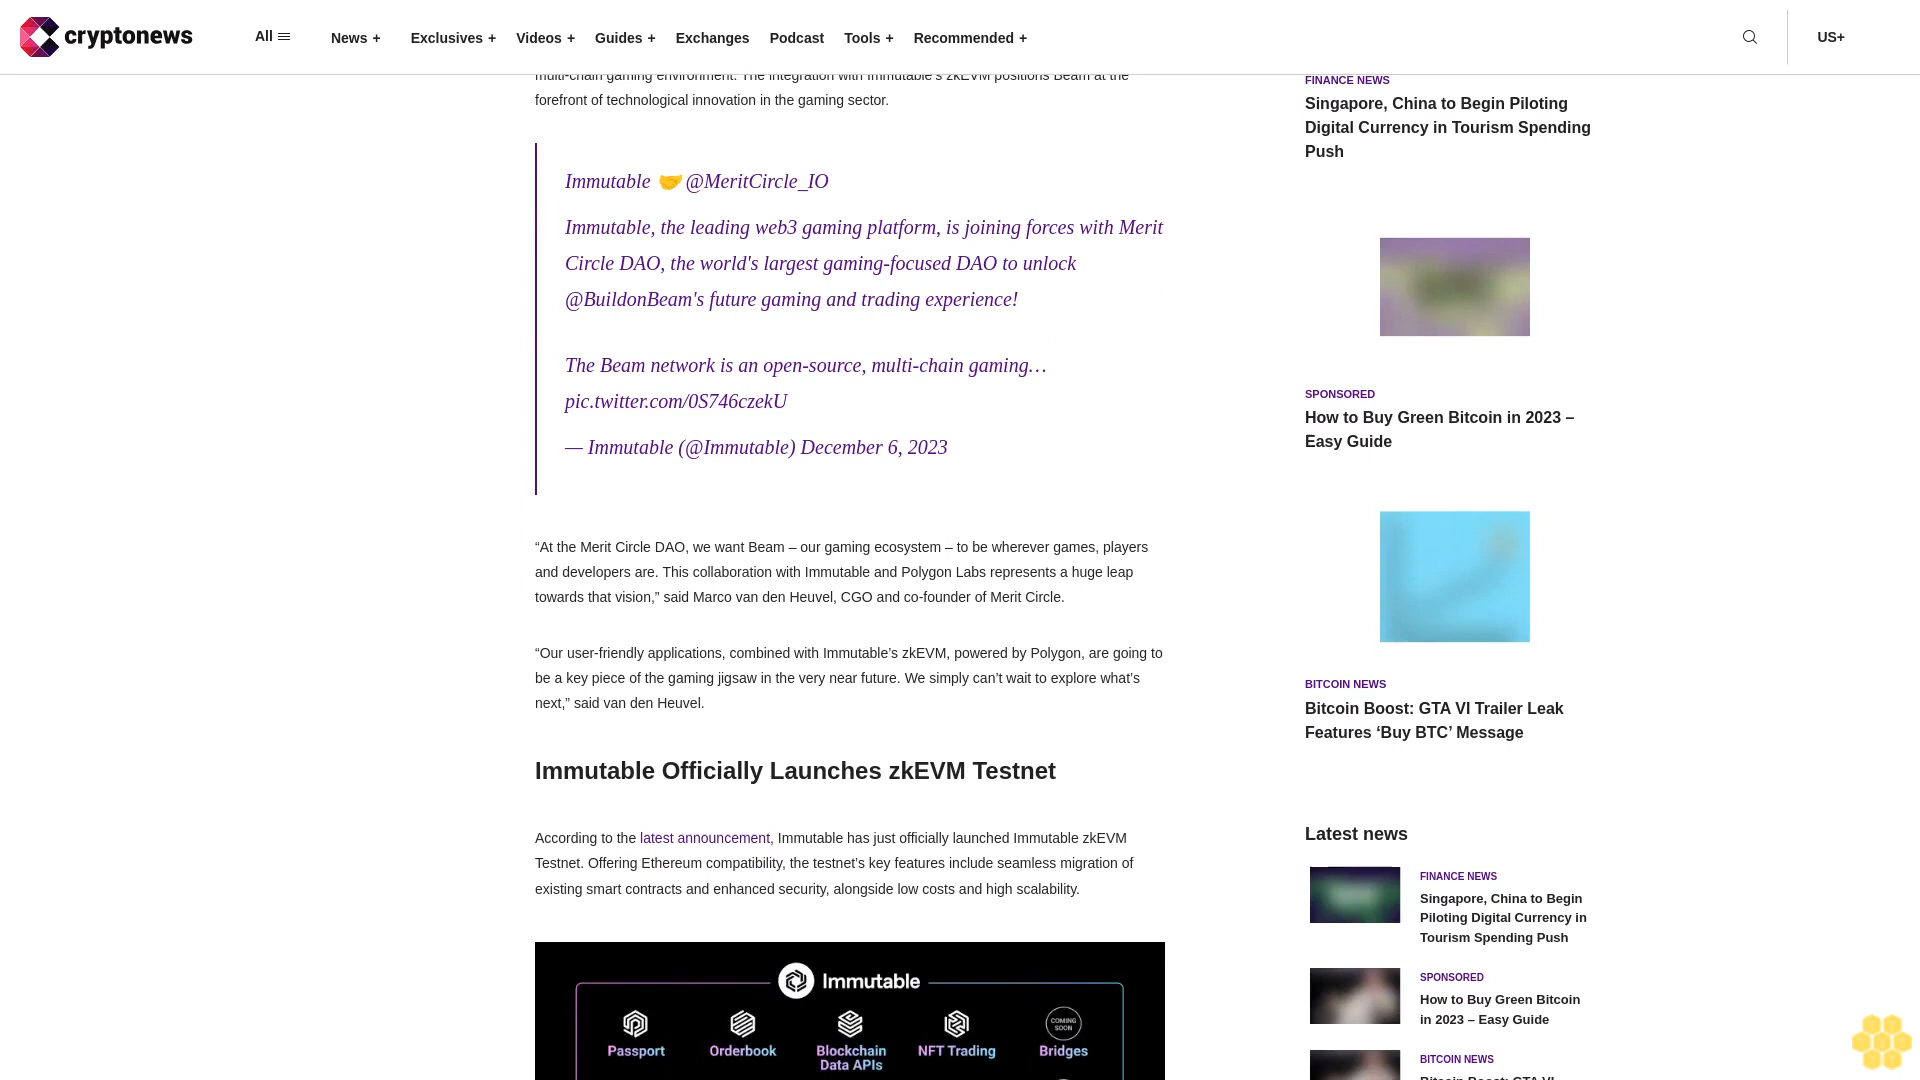 cryptonews
All
News +
Exclusives +
Videos +
Guides +
Exchanges
Podcast
Tools +
Recommended +
US+
multi-chain gaming environment. The integration with Immutable's zkEVM positions Beam at the
forefront of technological innovation in the gaming sector.
Immutable 🤝 @MeritCircle_IO
Immutable, the leading web3 gaming platform, is joining forces with Merit
Circle DAO, the world's largest gaming-focused DAO to unlock
@BuildonBeam's future gaming and trading experience!
The Beam network is an open-source, multi-chain gaming…
pic.twitter.com/0S746czekU
— Immutable (@Immutable) December 6, 2023
“At the Merit Circle DAO, we want Beam – our gaming ecosystem – to be wherever games, players
and developers are. This collaboration with Immutable and Polygon Labs represents a huge leap
towards that vision,” said Marco van den Heuvel, CGO and co-founder of Merit Circle.
“Our user-friendly applications, combined with Immutable’s zkEVM, powered by Polygon, are going to
be a key piece of the gaming jigsaw in the very near future. We simply can’t wait to explore what’s
next,” said van den Heuvel.
Immutable Officially Launches zkEVM Testnet
According to the latest announcement, Immutable has just officially launched Immutable zkEVM
Testnet. Offering Ethereum compatibility, the testnet’s key features include seamless migration of
existing smart contracts and enhanced security, alongside low costs and high scalability.
Immutable
COMING
SOON
Passport
Orderbook
Blockchain
Data APIs
NFT Trading
Bridges
FINANCE NEWS
Singapore, China to Begin Piloting
Digital Currency in Tourism Spending
Push
SPONSORED
How to Buy Green Bitcoin in 2023 –
Easy Guide
BITCOIN NEWS
Bitcoin Boost: GTA VI Trailer Leak
Features ‘Buy BTC’ Message
Latest news
FINANCE NEWS
Singapore, China to Begin
Piloting Digital Currency in
Tourism Spending Push
SPONSORED
How to Buy Green Bitcoin
in 2023 – Easy Guide
BITCOIN NEWS
Bitcoin Boost: GTA VI